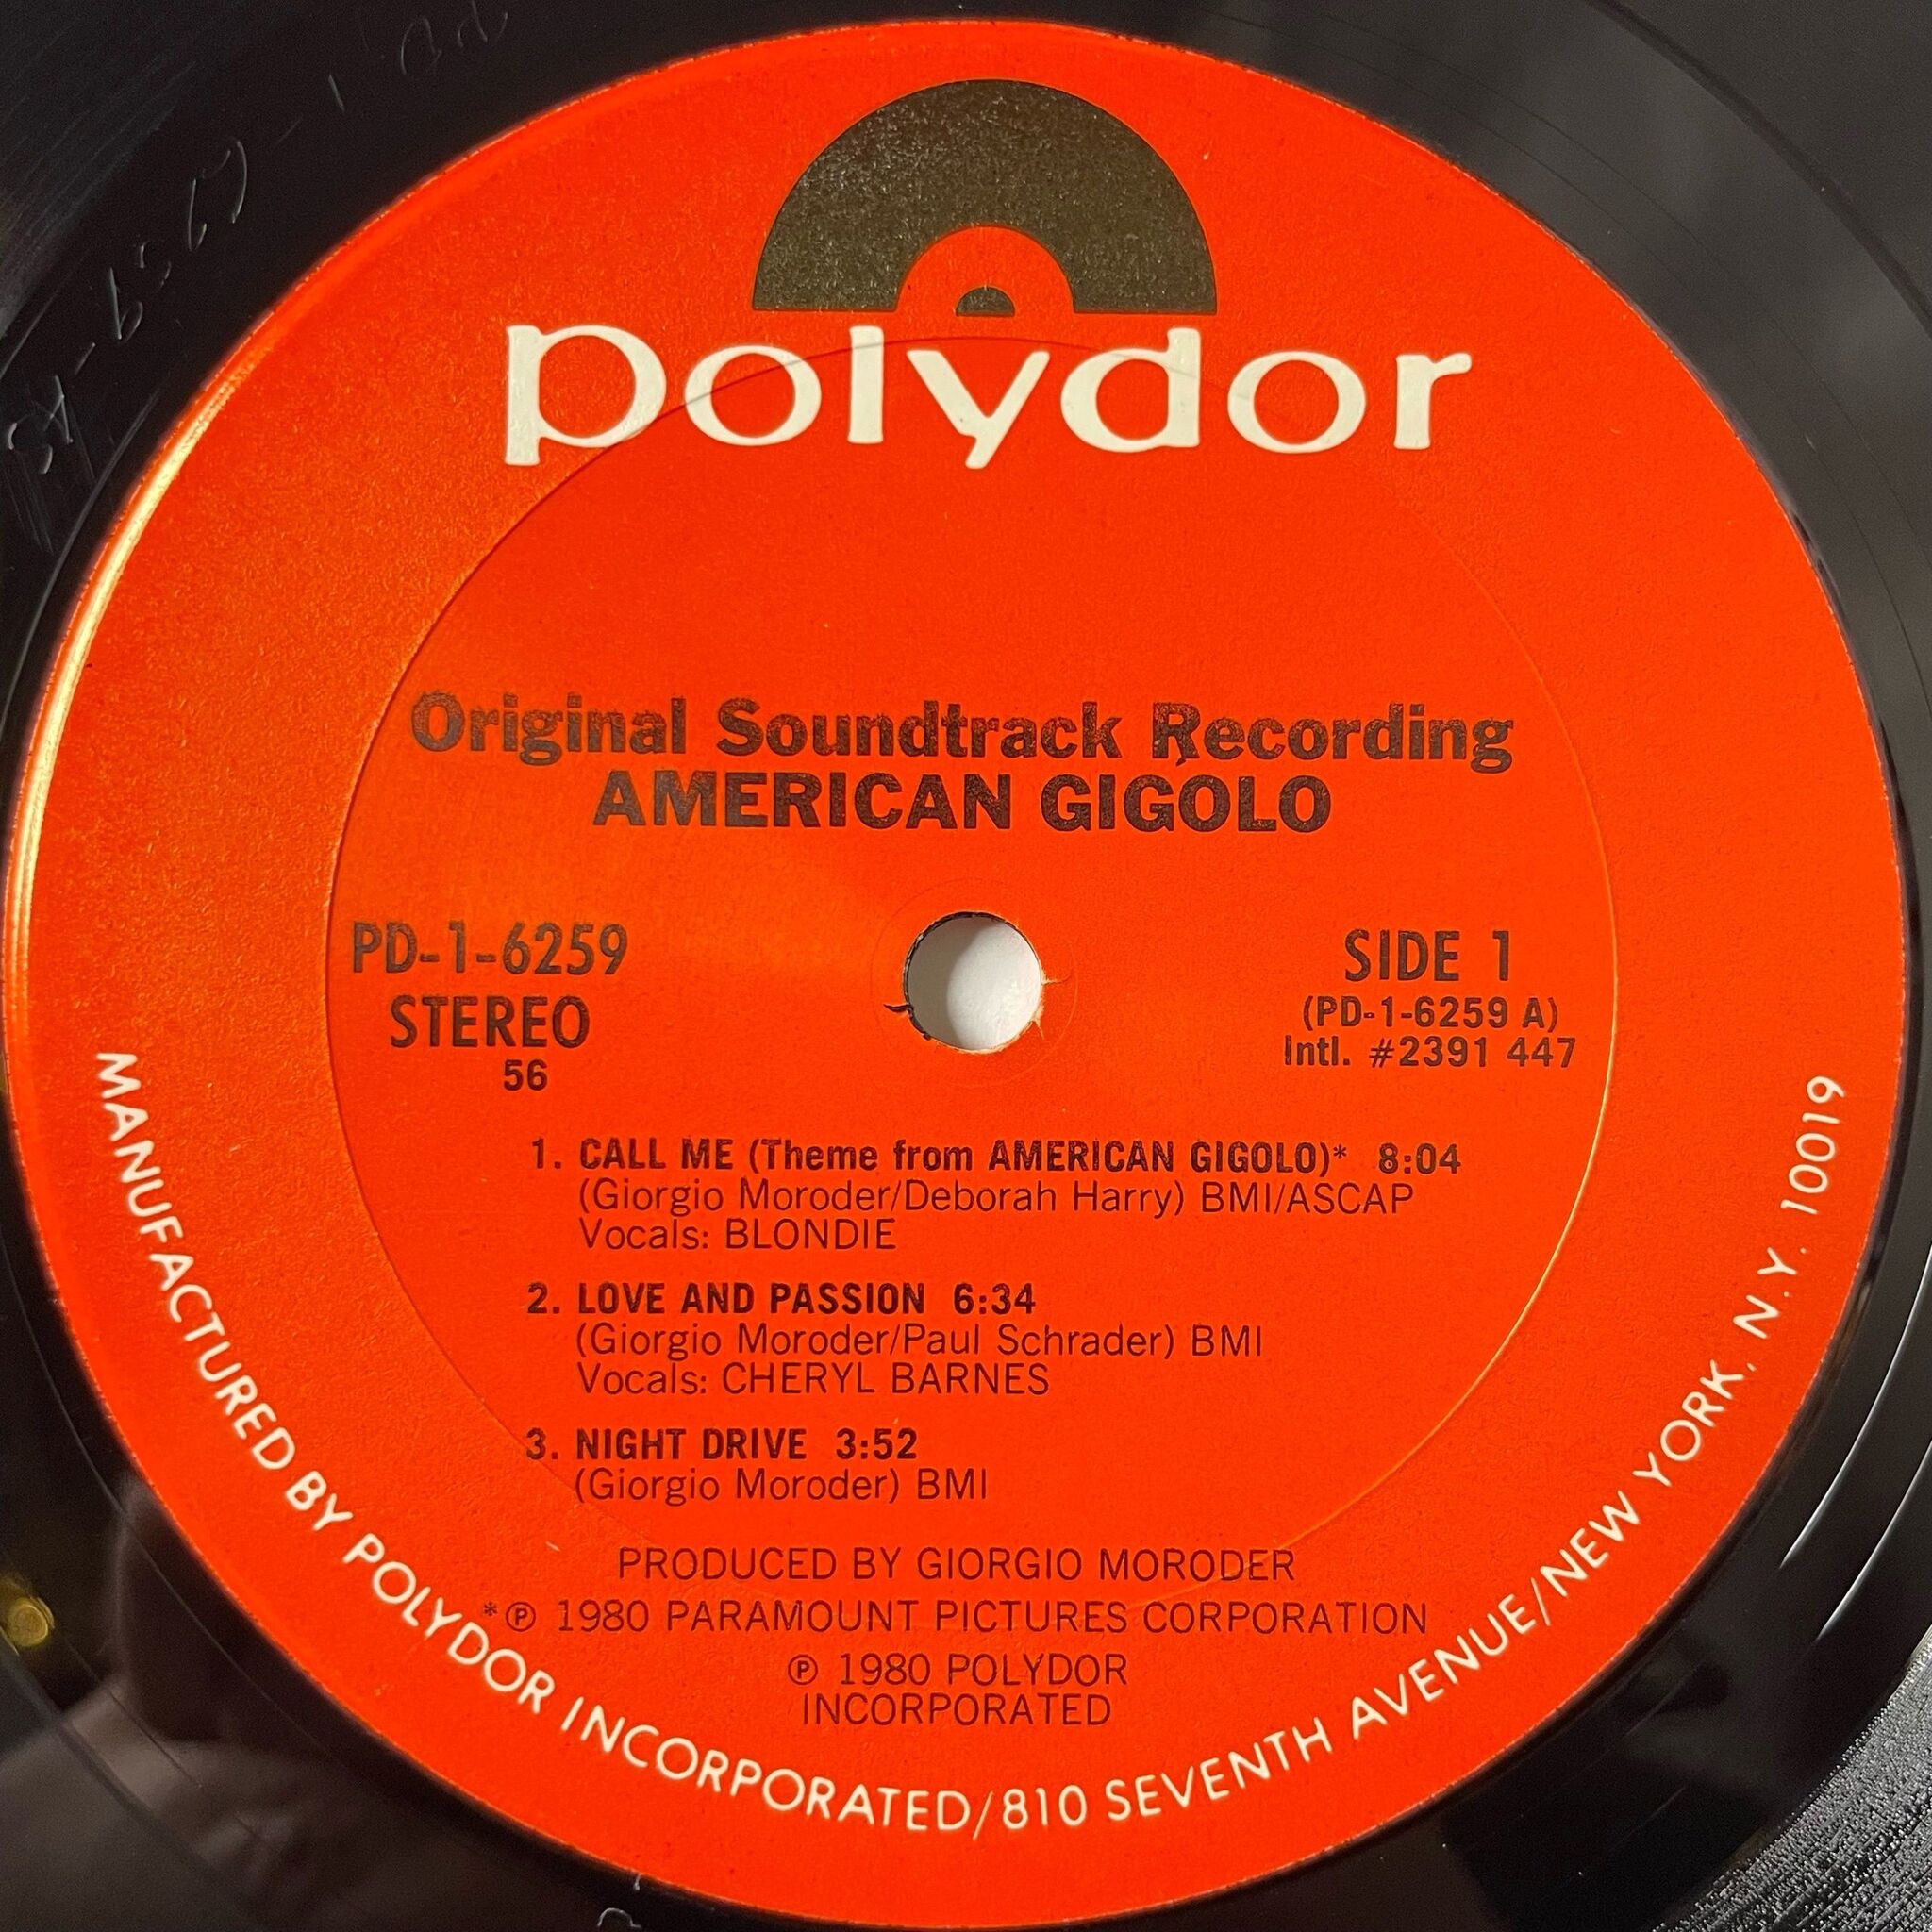 polydor
Original Soundtrack Recording
AMERICAN GIGOLO
PD-1-6259
STEREO
56
SIDE 1
(PD-1-6259 A)
Intl. #2391 447
1. CALL ME (Theme from AMERICAN GIGOLO)* 8:04
(Giorgio Moroder/Deborah Harry) BMI/ASCAP
Vocals: BLONDIE
2. LOVE AND PASSION 6:34
(Giorgio Moroder/Paul Schrader) BMI
Vocals: CHERYL BARNES
3. NIGHT DRIVE 3:52
(Giorgio Moroder) BMI
PRODUCED BY GIORGIO MORODER
*℗ 1980 PARAMOUNT PICTURES CORPORATION
℗ 1980 POLYDOR
INCORPORATED
MANUFACTURED BY POLYDOR INCORPORATED/810 SEVENTH AVENUE/NEW YORK, N.Y. 10019